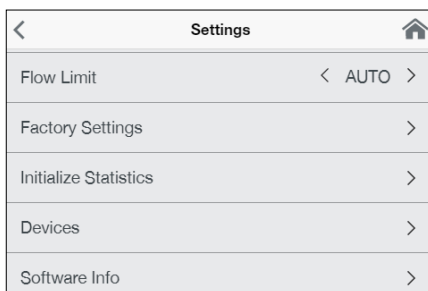 Settings
Flow Limit < AUTO >
Factory Settings >
Initialize Statistics >
Devices >
Software Info >